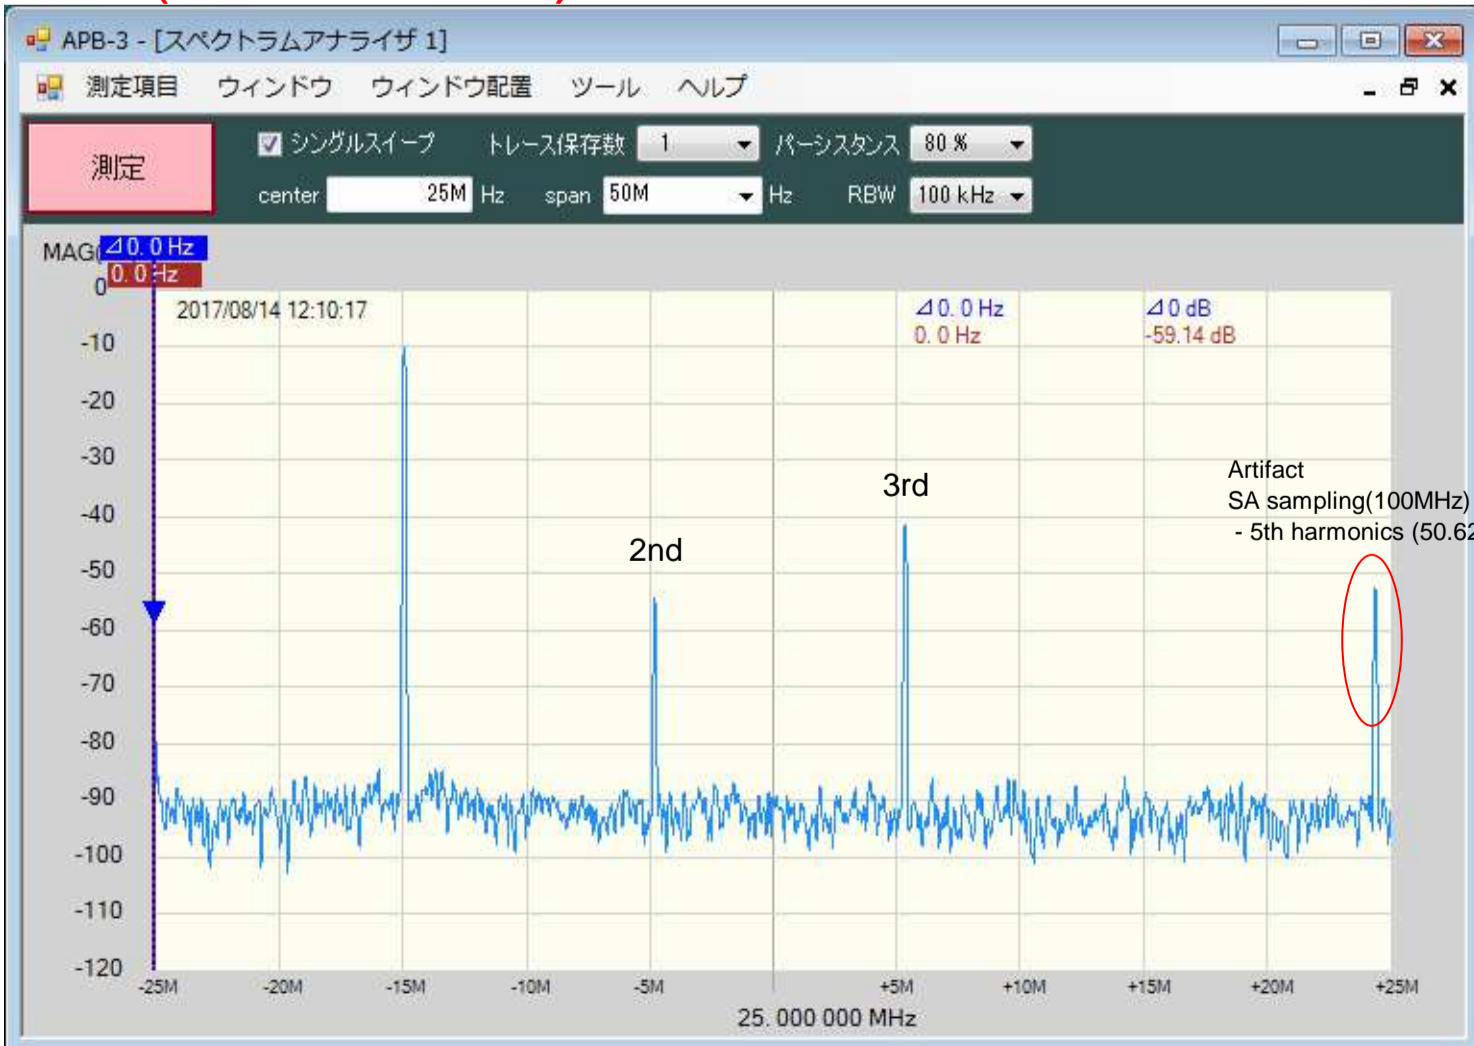 APB-3 - [スペクトラムアナライザ 1]
測定項目 ウィンドウ ウィンドウ配置 ツール ヘルプ
測定 シングルスイープ トレース保存数 1 パーシスタンス 80 %
center 25M Hz span 50M Hz RBW 100 kHz
MAG(
⊿0. 0 Hz
0. 0 Hz
2017/08/14 12:10:17
⊿0. 0 Hz ⊿0 dB
0. 0 Hz -59.14 dB
0
-10
-20
-30
-40
-50
-60
-70
-80
-90
-100
-110
-120
2nd
3rd
Artifact
SA sampling(100MHz)
- 5th harmonics (50.62
-25M -20M -15M -10M -5M +5M +10M +15M +20M +25M
25. 000 000 MHz